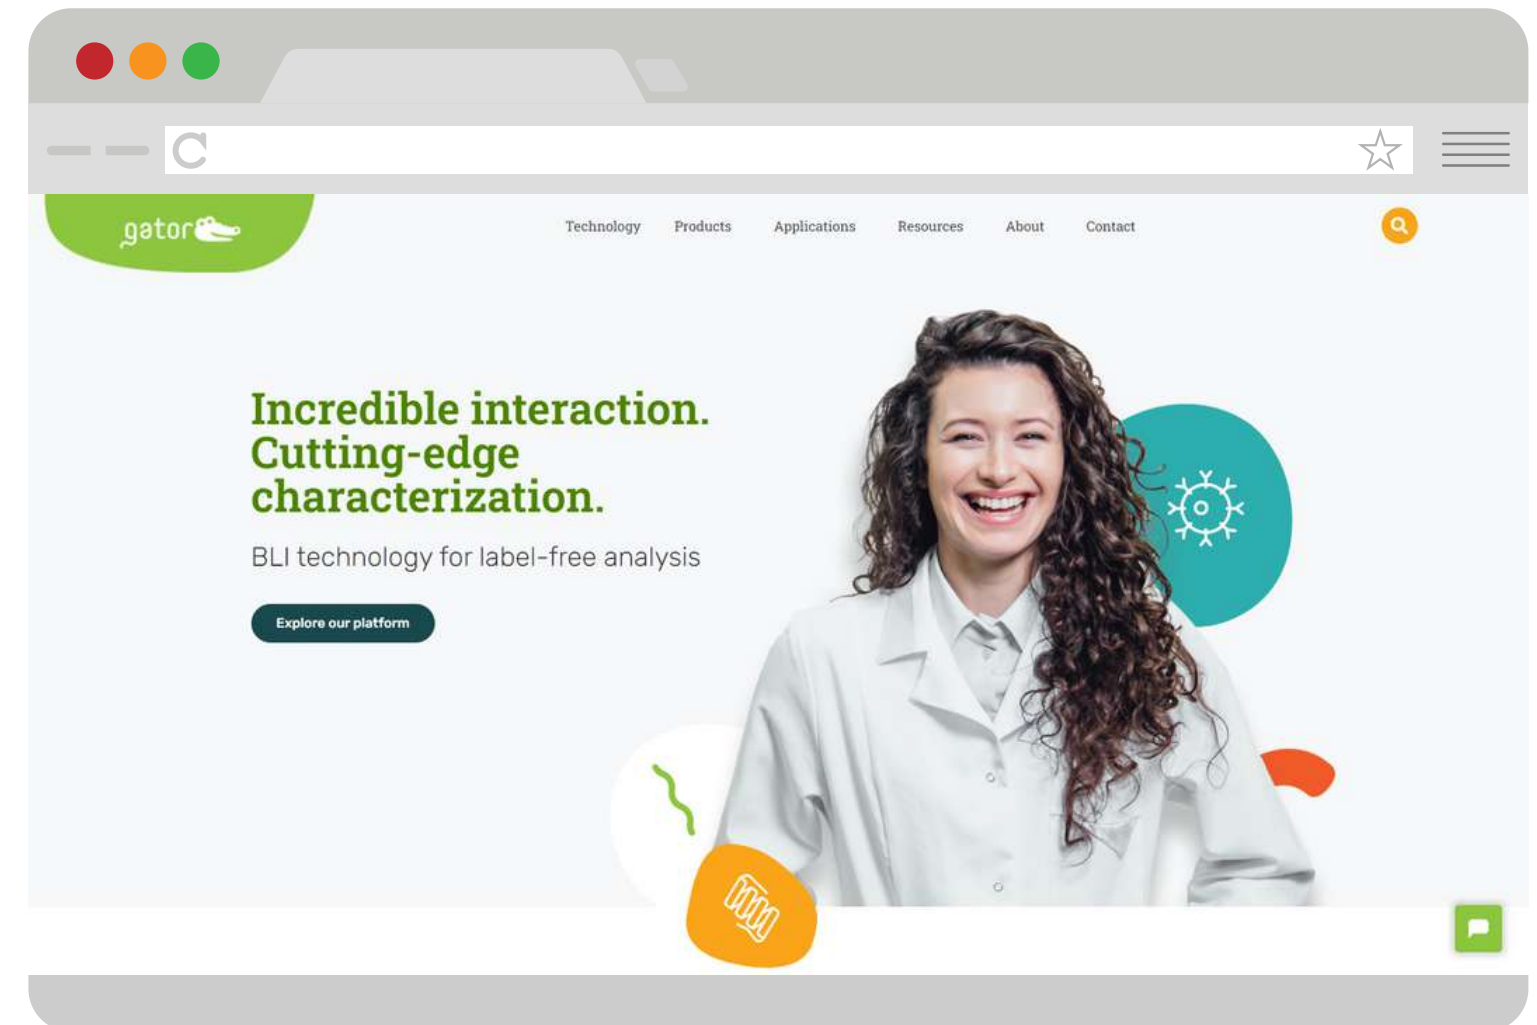 gator
Technology Products Applications Resources About Contact
Incredible interaction.
Cutting-edge
characterization.
BLI technology for label-free analysis
Explore our platform